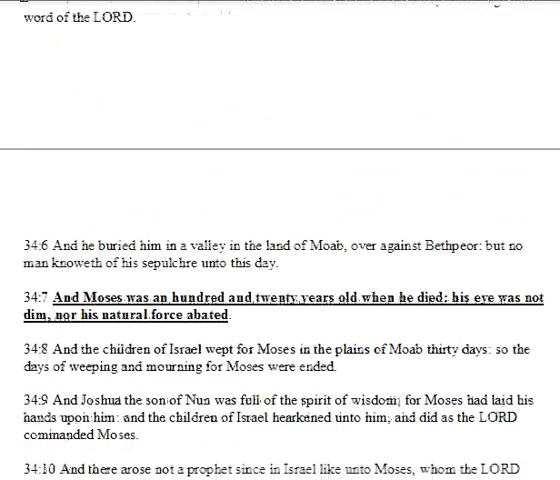 word of the LORD.
34:6 And he buried him in a valley in the land of Moab, over against Bethpeor: but no
man knoweth of his sepulchre unto this day.
34:7 And Moses was an hundred and twenty years old when he died: his eye was not
dim, nor his natural force abated.
34:8 And the children of Israel wept for Moses in the plains of Moab thirty days: so the
days of weeping and mourning for Moses were ended.
34:9 And Joshua the son of Nun was full of the spirit of wisdom; for Moses had laid his
hands upon him: and the children of Israel hearkened unto him, and did as the LORD
commanded Moses.
34:10 And there arose not a prophet since in Israel like unto Moses, whom the LORD